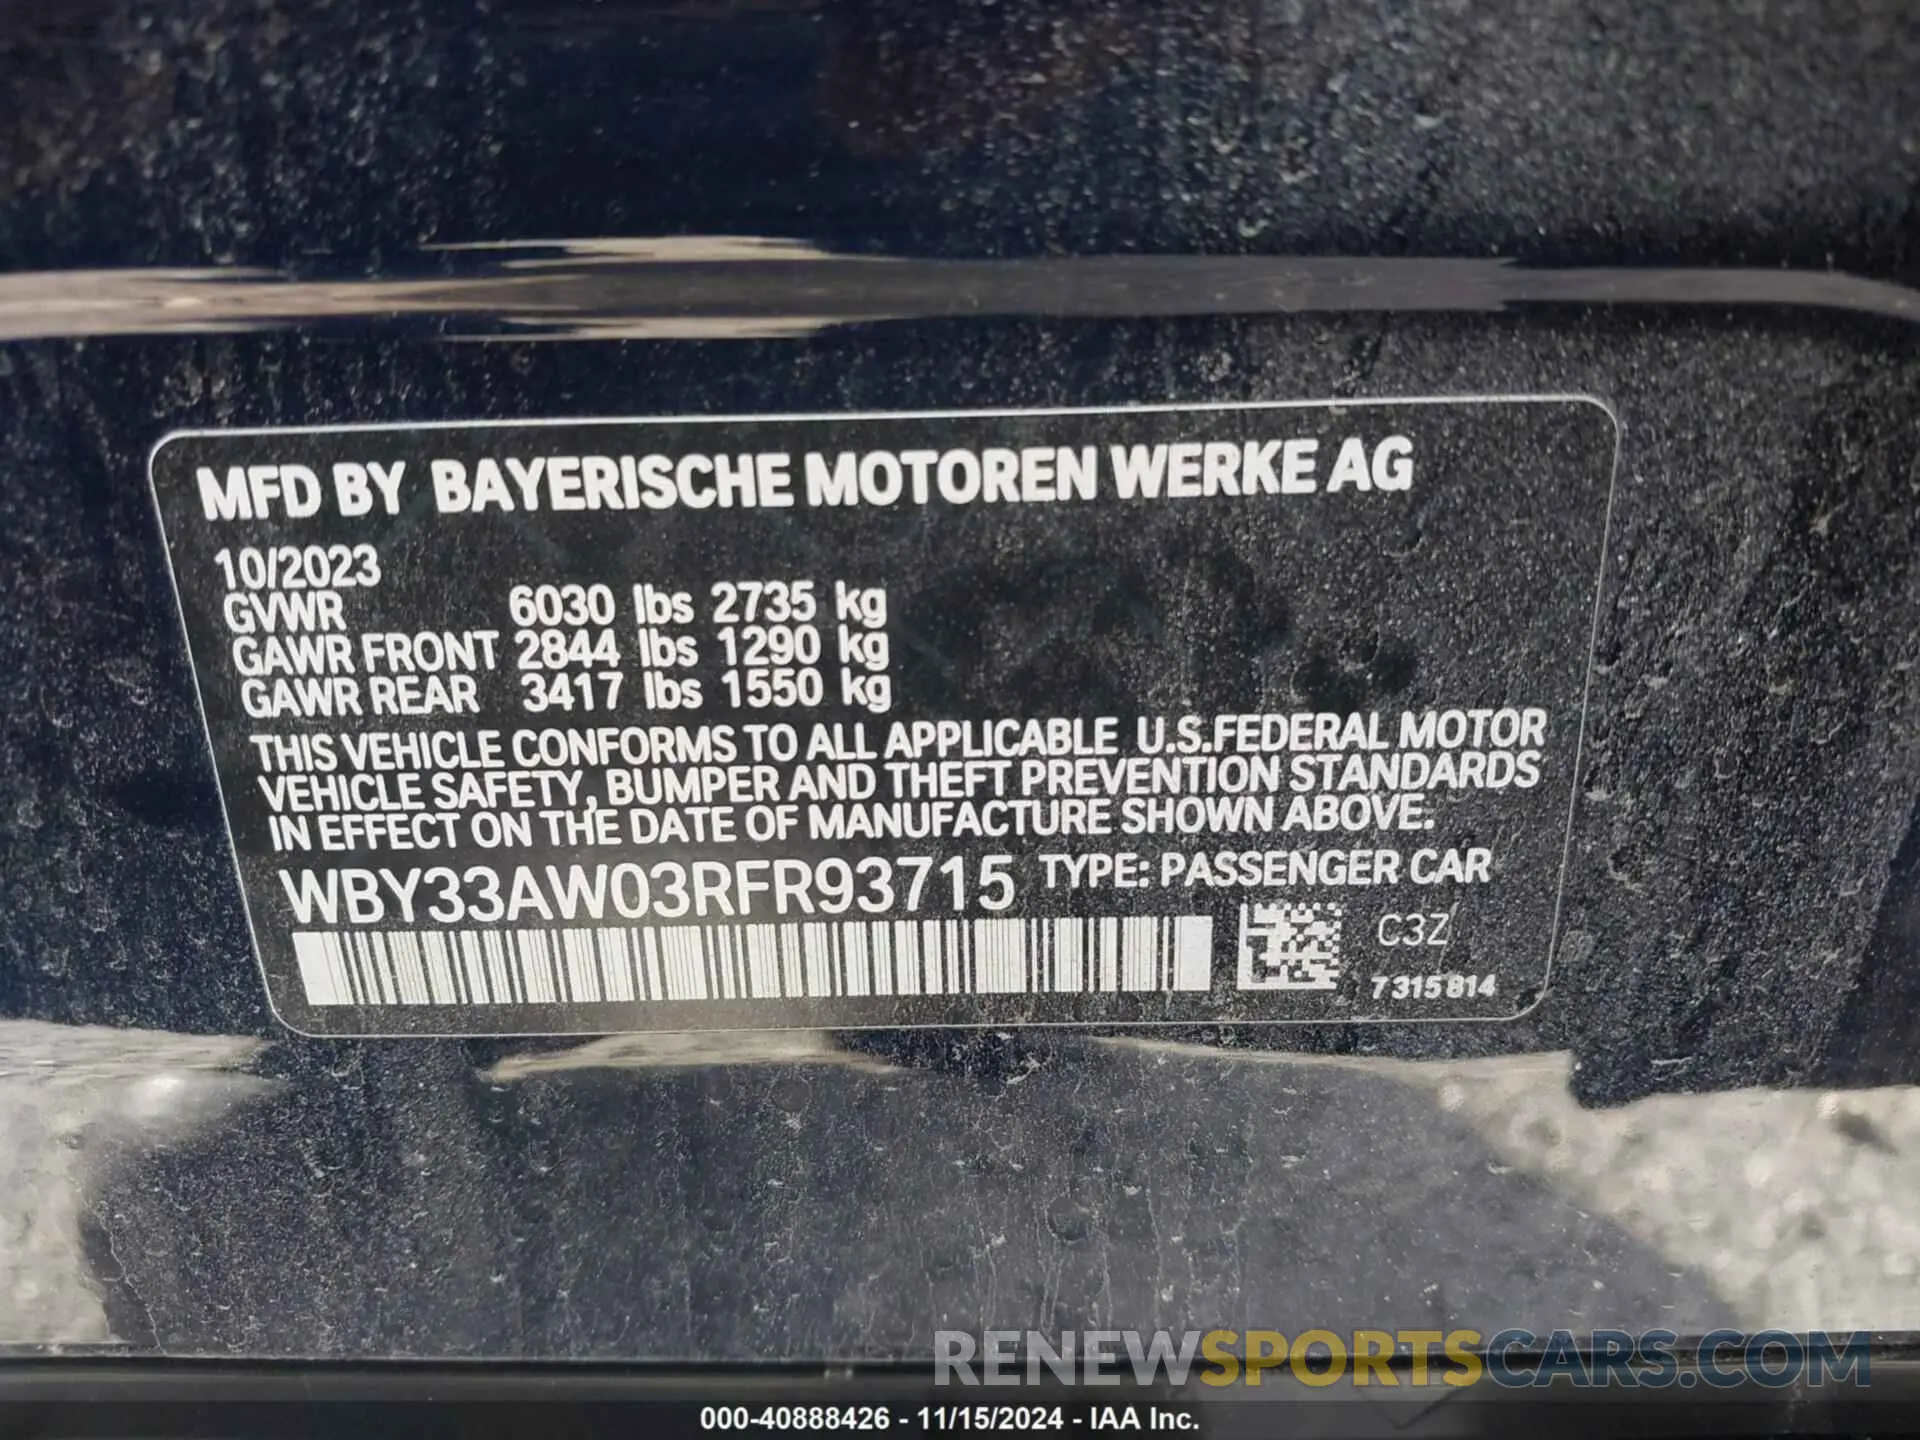 MFD BY BAYERISCHE MOTOREN WERKE AG
10/2023
GVWR 6030 lbs 2735 kg
GAWR FRONT 2844 lbs 1290 kg
GAWR REAR 3417 lbs 1550 kg
THIS VEHICLE CONFORMS TO ALL APPLICABLE U.S.FEDERAL MOTOR
VEHICLE SAFETY, BUMPER AND THEFT PREVENTION STANDARDS
IN EFFECT ON THE DATE OF MANUFACTURE SHOWN ABOVE.
WBY33AW03RFR93715 TYPE: PASSENGER CAR
C3Z
7315814
RENEWSPORTSCARS.COM
000-40888426 - 11/15/2024 - IAA Inc.